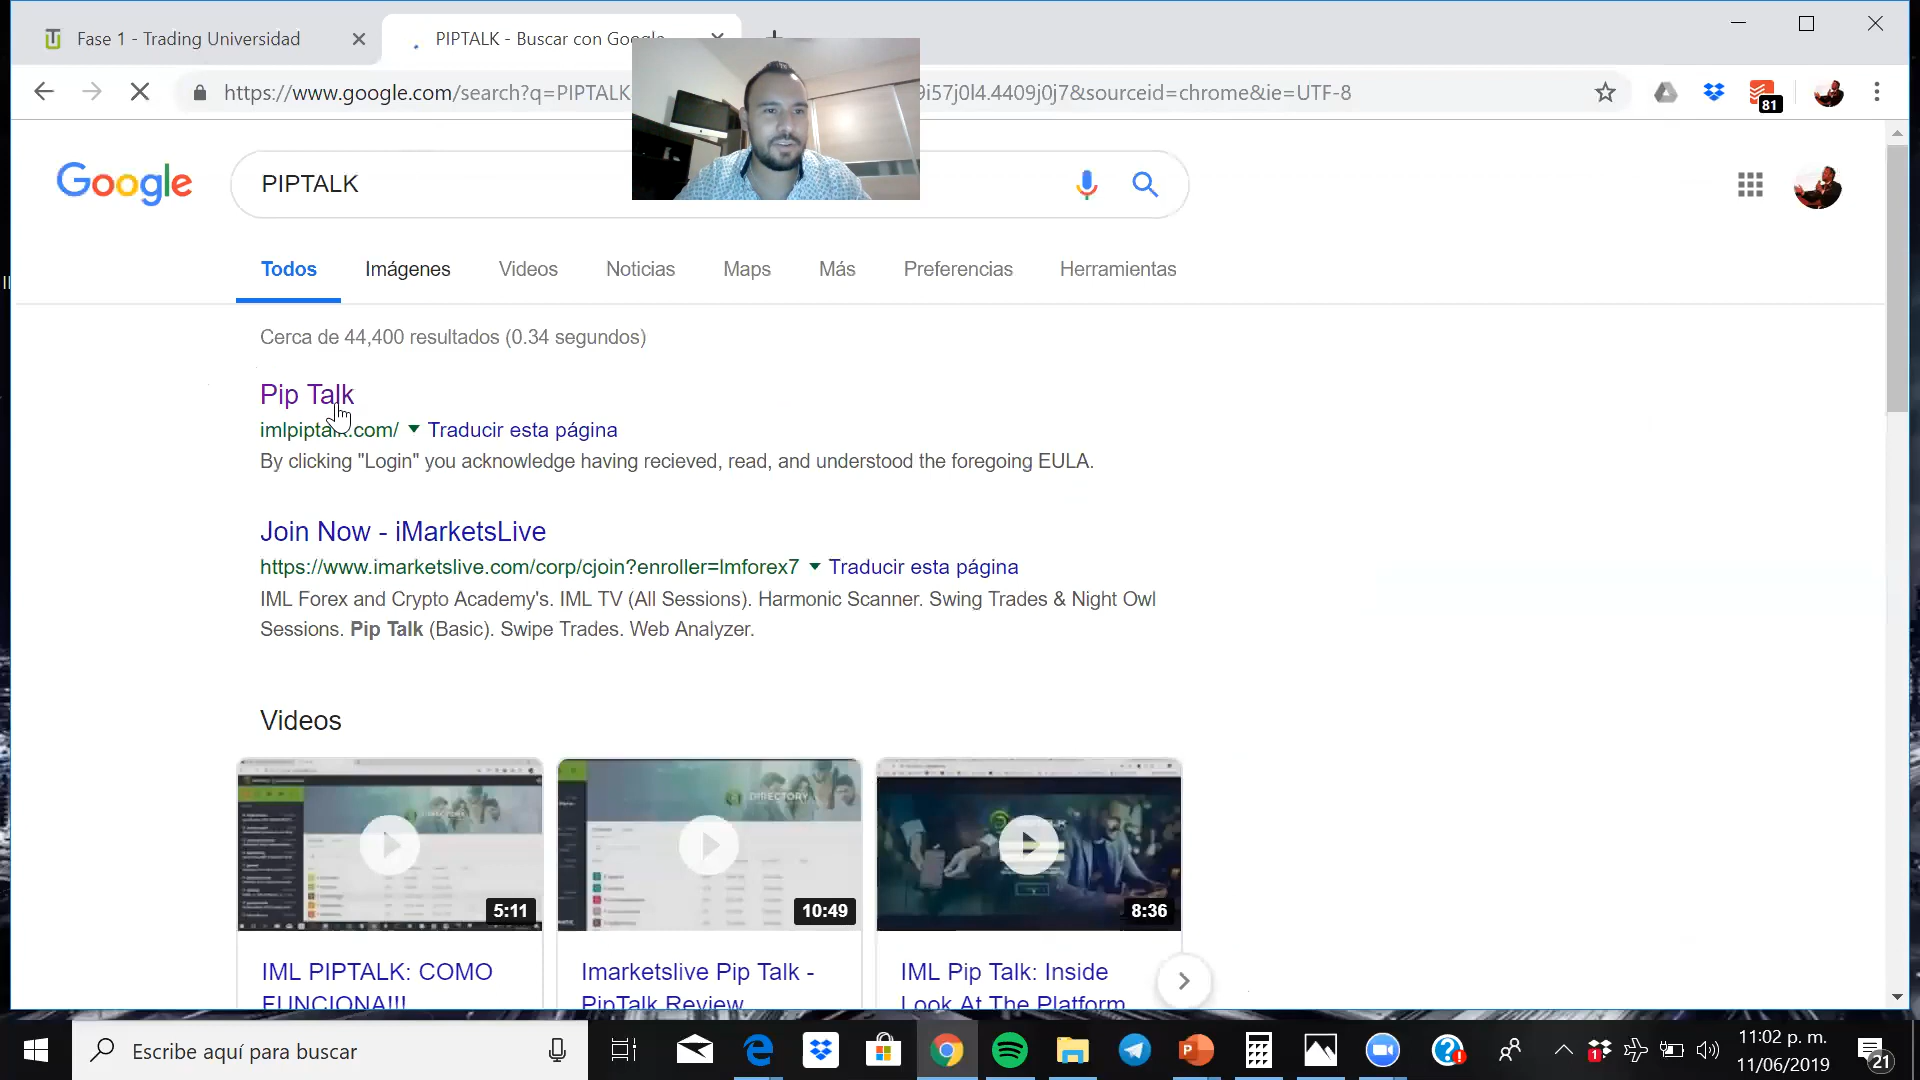 Fase 1 - Trading Universidad
PIPTALK - Buscar con Google
https://www.google.com/search?q=PIPTALK
9i57j0l4.4409j0j7&sourceid=chrome&ie=UTF-8
81
Google
PIPTALK
Todos
Imágenes
Videos
Noticias
Maps
Más
Preferencias
Herramientas
Cerca de 44,400 resultados (0.34 segundos)
Pip Talk
imlpiptalk.com/ Traducir esta página
By clicking "Login" you acknowledge having recieved, read, and understood the foregoing EULA.
Join Now - iMarketsLive
https://www.imarketslive.com/corp/cjoin?enroller=lmforex7 Traducir esta página
IML Forex and Crypto Academy's. IML TV (All Sessions). Harmonic Scanner. Swing Trades & Night Owl
Sessions. Pip Talk (Basic). Swipe Trades. Web Analyzer.
Videos
DIRECTORY
5:11
10:49
8:36
IML PIPTALK: COMO
FUNCIONA!!!
Imarketslive Pip Talk -
PipTalk Review
IML Pip Talk: Inside
Look At The Platform
Escribe aquí para buscar
1
11:02 p. m.
11/06/2019
21